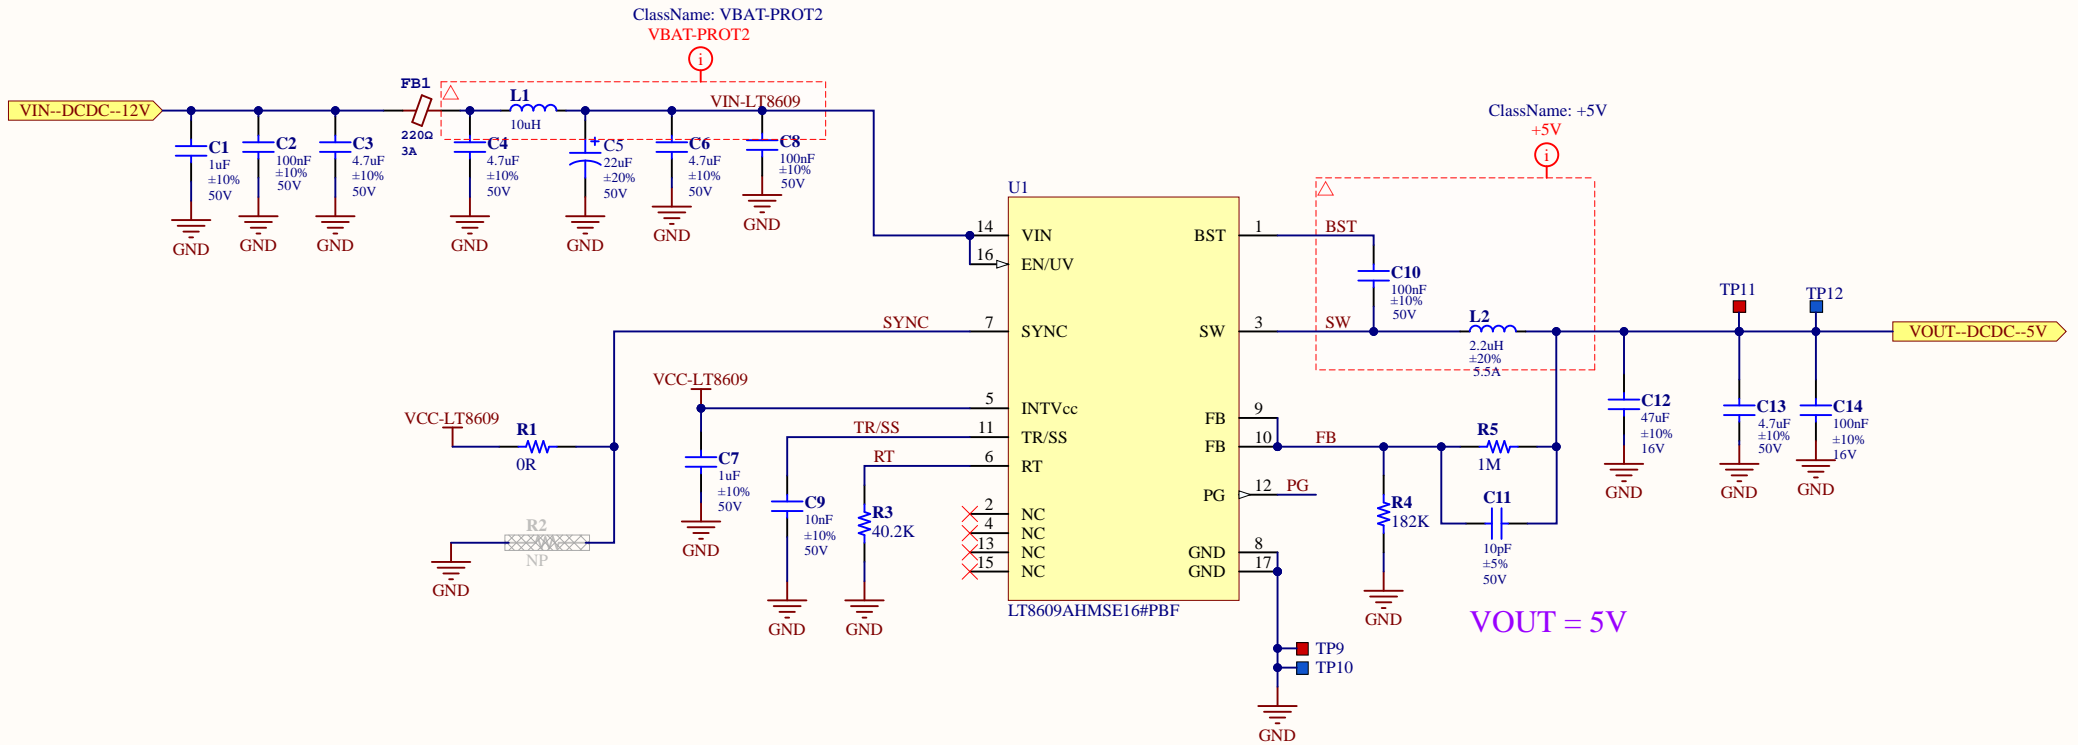 ClassName: VBAT-PROT2
VBAT-PROT2
i
VIN--DCDC--12V
FB1
220Ω
3A
L1
10uH
VIN-LT8609
C1
1uF
±10%
50V
GND
C2
100nF
±10%
50V
GND
C3
4.7uF
±10%
50V
GND
C4
4.7uF
±10%
50V
GND
C5
22uF
±20%
50V
GND
C6
4.7uF
±10%
50V
GND
C8
100nF
±10%
50V
GND
ClassName: +5V
+5V
i
U1
14 VIN
16 EN/UV
SYNC 7 SYNC
5 INTVcc
TR/SS 11 TR/SS
RT 6 RT
2 NC
4 NC
13 NC
15 NC
BST 1 BST
SW 3 SW
FB 9
FB 10 FB
PG 12 PG
GND 8
GND 17
LT8609AHMSE16#PBF
VCC-LT8609
R1
0R
R2
NP
GND
VCC-LT8609
C7
1uF
±10%
50V
GND
C9
10nF
±10%
50V
GND
R3
40.2K
GND
C10
100nF
±10%
50V
L2
2.2uH
±20%
5.5A
R5
1M
R4
182K
GND
C11
10pF
±5%
50V
VOUT = 5V
TP9
TP10
GND
C12
47uF
±10%
16V
GND
TP11
C13
4.7uF
±10%
50V
GND
TP12
C14
100nF
±10%
16V
GND
VOUT--DCDC--5V